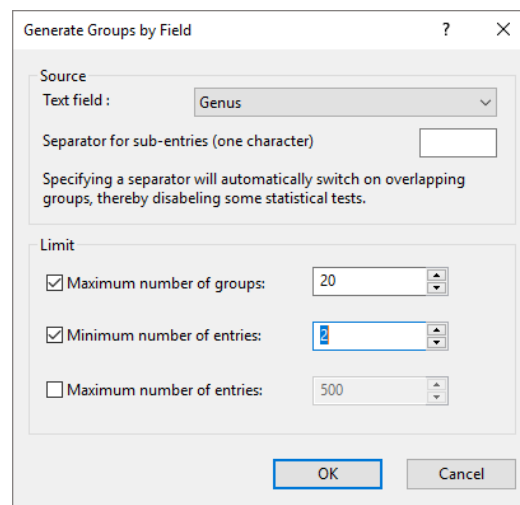 Generate Groups by Field ?
Source
Text field : Genus
Separator for sub-entries (one character)
Specifying a separator will automatically switch on overlapping
groups, thereby disabeling some statistical tests.
Limit
Maximum number of groups: 20
Minimum number of entries: 2
Maximum number of entries: 500
OK Cancel